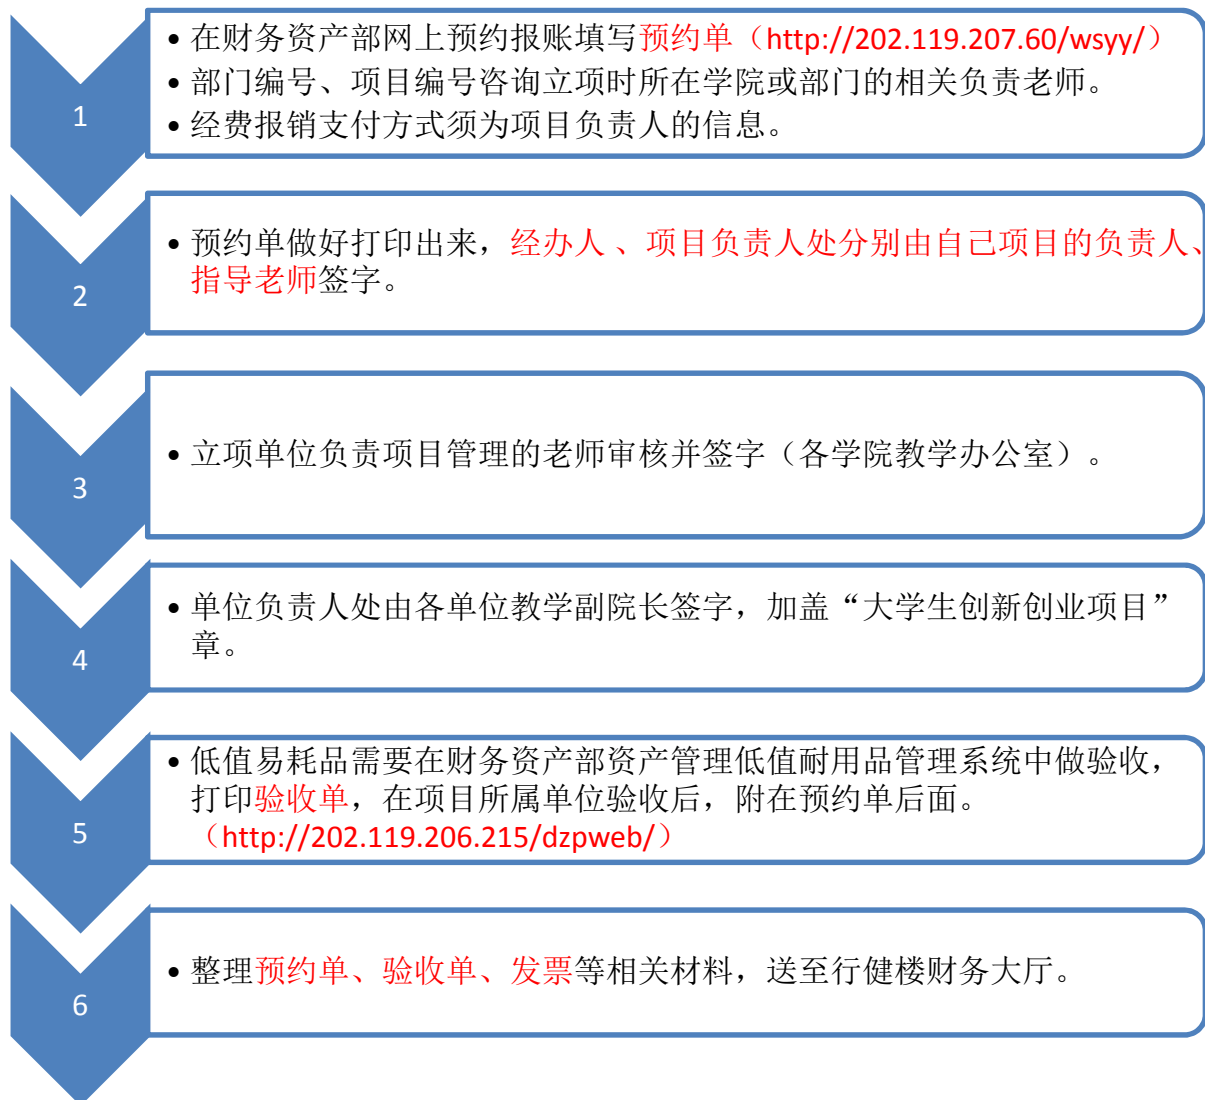 1
• 在财务资产部网上预约报账填写预约单（http://202.119.207.60/wsyy/）
• 部门编号、项目编号咨询立项时所在学院或部门的相关负责老师。
• 经费报销支付方式须为项目负责人的信息。
2
• 预约单做好打印出来，经办人 、项目负责人处分别由自己项目的负责人、
指导老师签字。
3
• 立项单位负责项目管理的老师审核并签字（各学院教学办公室）。
4
• 单位负责人处由各单位教学副院长签字，加盖“大学生创新创业项目”
章。
5
• 低值易耗品需要在财务资产部资产管理低值耐用品管理系统中做验收，
打印验收单，在项目所属单位验收后，附在预约单后面。
（http://202.119.206.215/dzpweb/）
6
• 整理预约单、验收单、发票等相关材料，送至行健楼财务大厅。